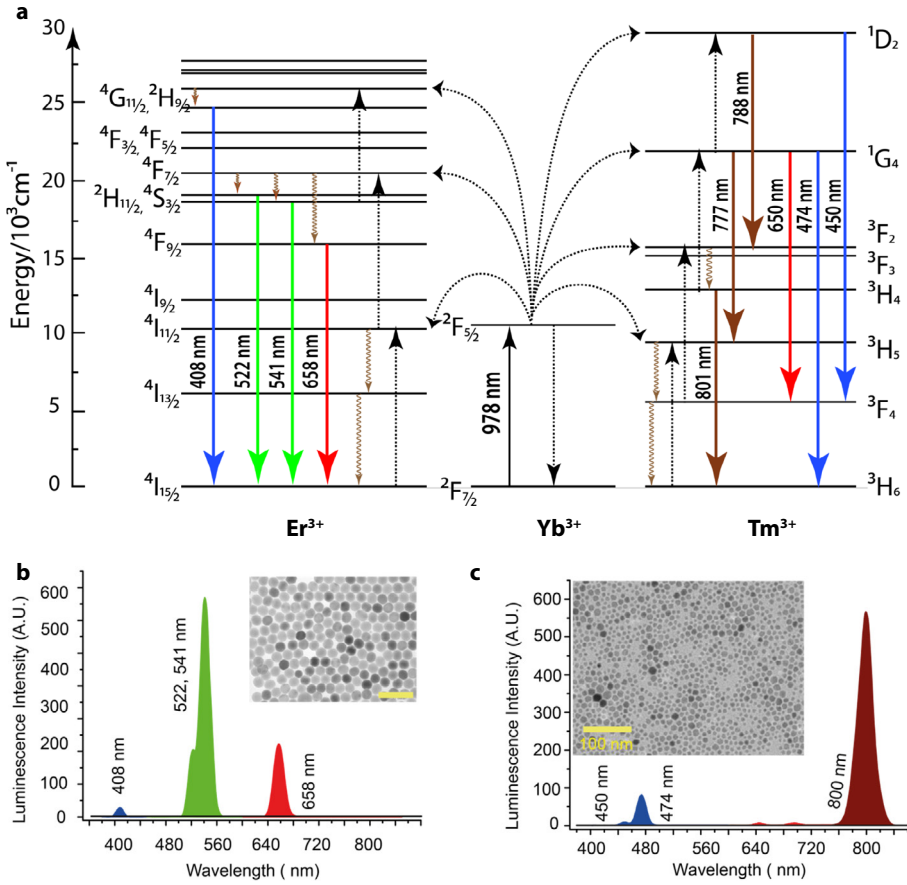 a
Energy/10³cm⁻¹
30
25
20
15
10
5
0
⁴G₁₁/₂, ²H₉/₂
⁴F₃/₂, ⁴F₅/₂
⁴F₇/₂
²H₁₁/₂, ⁴S₃/₂
⁴F₉/₂
⁴I₉/₂
⁴I₁₁/₂
⁴I₁₃/₂
⁴I₁₅/₂
408 nm
522 nm
541 nm
658 nm
Er³⁺
²F₅/₂
978 nm
²F₇/₂
Yb³⁺
¹D₂
788 nm
¹G₄
777 nm
650 nm
474 nm
450 nm
³F₂
³F₃
³H₄
³H₅
801 nm
³F₄
³H₆
Tm³⁺
b
Luminescence Intensity (A.U.)
600
500
400
300
200
100
0
408 nm
522, 541 nm
658 nm
400 480 560 640 720 800
Wavelength ( nm)
c
Luminescence Intensity (A.U.)
600
500
400
300
200
100
0
100 nm
450 nm
474 nm
800 nm
400 480 560 640 720 800
Wavelength ( nm)